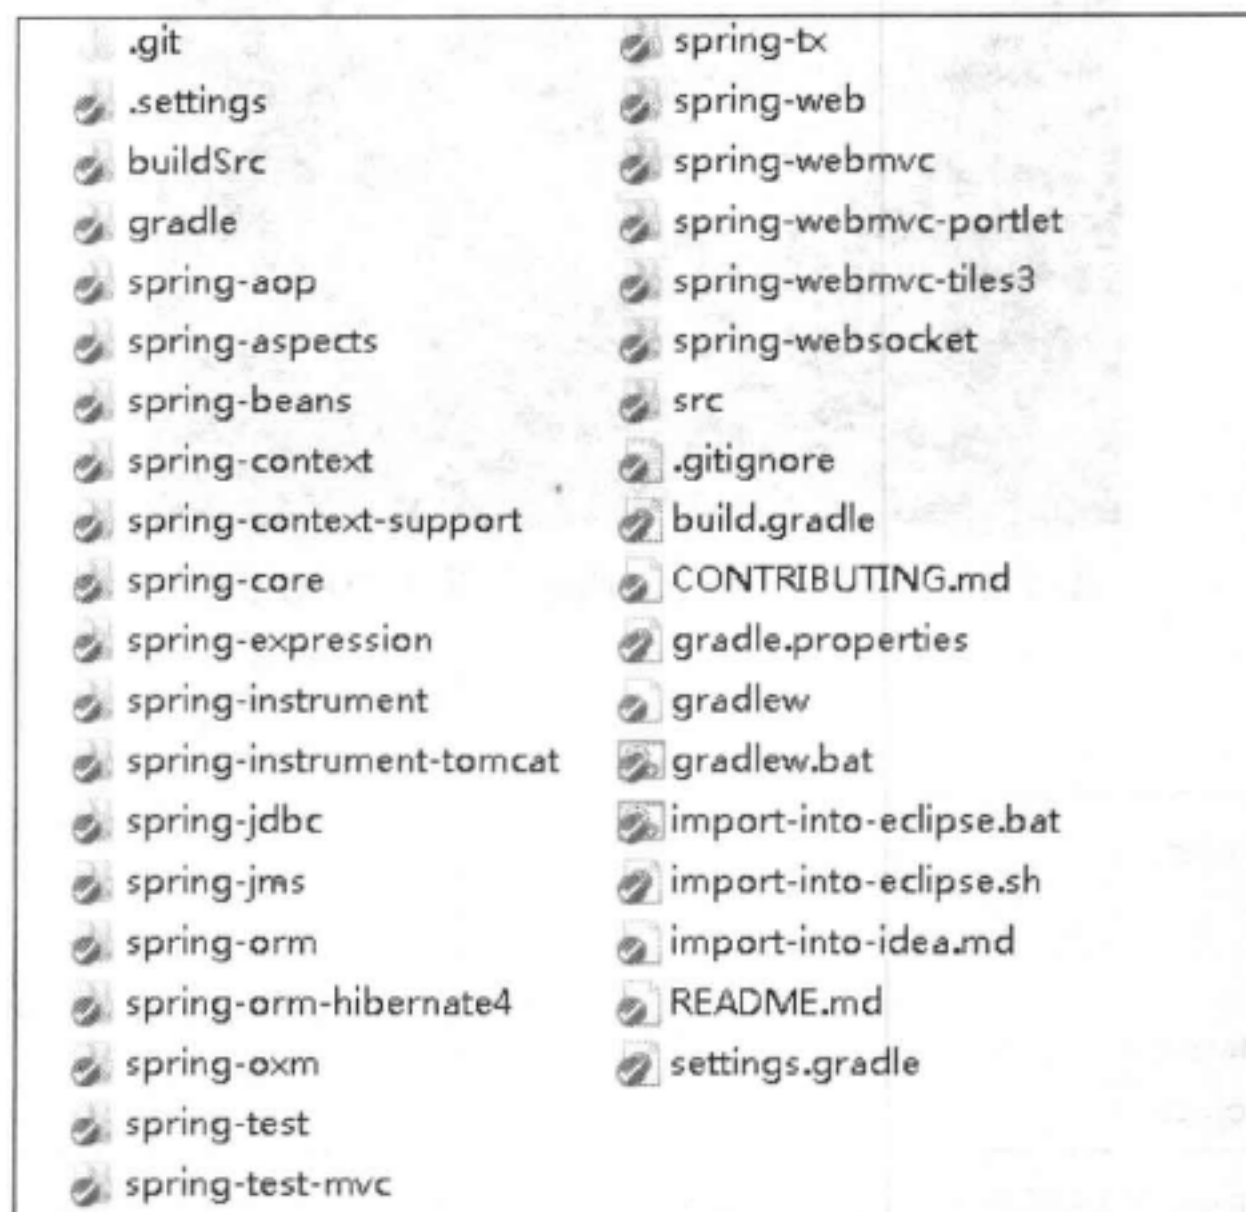 .git
.settings
buildSrc
gradle
spring-aop
spring-aspects
spring-beans
spring-context
spring-context-support
spring-core
spring-expression
spring-instrument
spring-instrument-tomcat
spring-jdbc
spring-jms
spring-orm
spring-orm-hibernate4
spring-oxm
spring-test
spring-test-mvc
spring-tx
spring-web
spring-webmvc
spring-webmvc-portlet
spring-webmvc-tiles3
spring-websocket
src
.gitignore
build.gradle
CONTRIBUTING.md
gradle.properties
gradlew
gradlew.bat
import-into-eclipse.bat
import-into-eclipse.sh
import-into-idea.md
README.md
settings.gradle